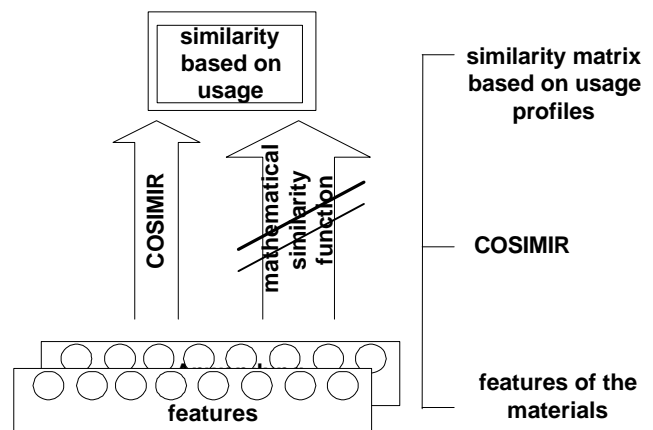 similarity
based on
usage
similarity matrix
based on usage
profiles
COSIMIR
mathematical
similarity
function
COSIMIR
features
features of the
materials